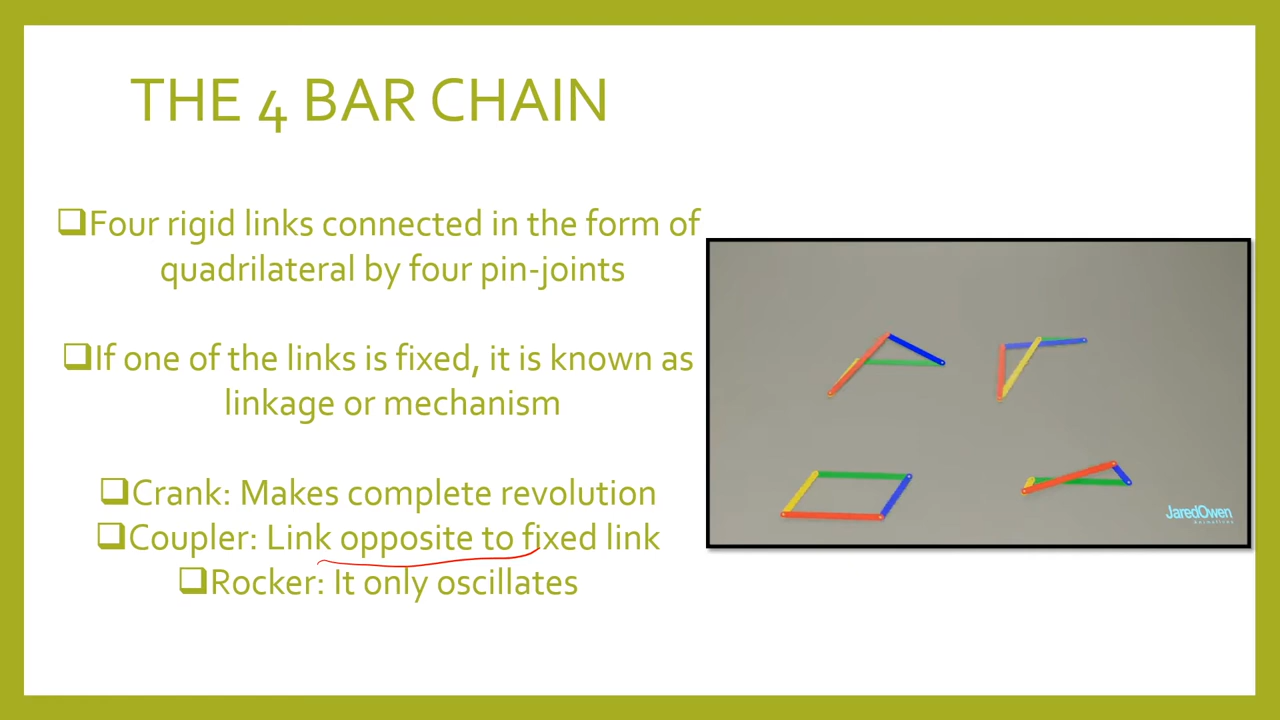 THE 4 BAR CHAIN
❑Four rigid links connected in the form of
quadrilateral by four pin-joints
❑If one of the links is fixed, it is known as
linkage or mechanism
❑Crank: Makes complete revolution
❑Coupler: Link opposite to fixed link
❑Rocker: It only oscillates
JaredOwen
Animations